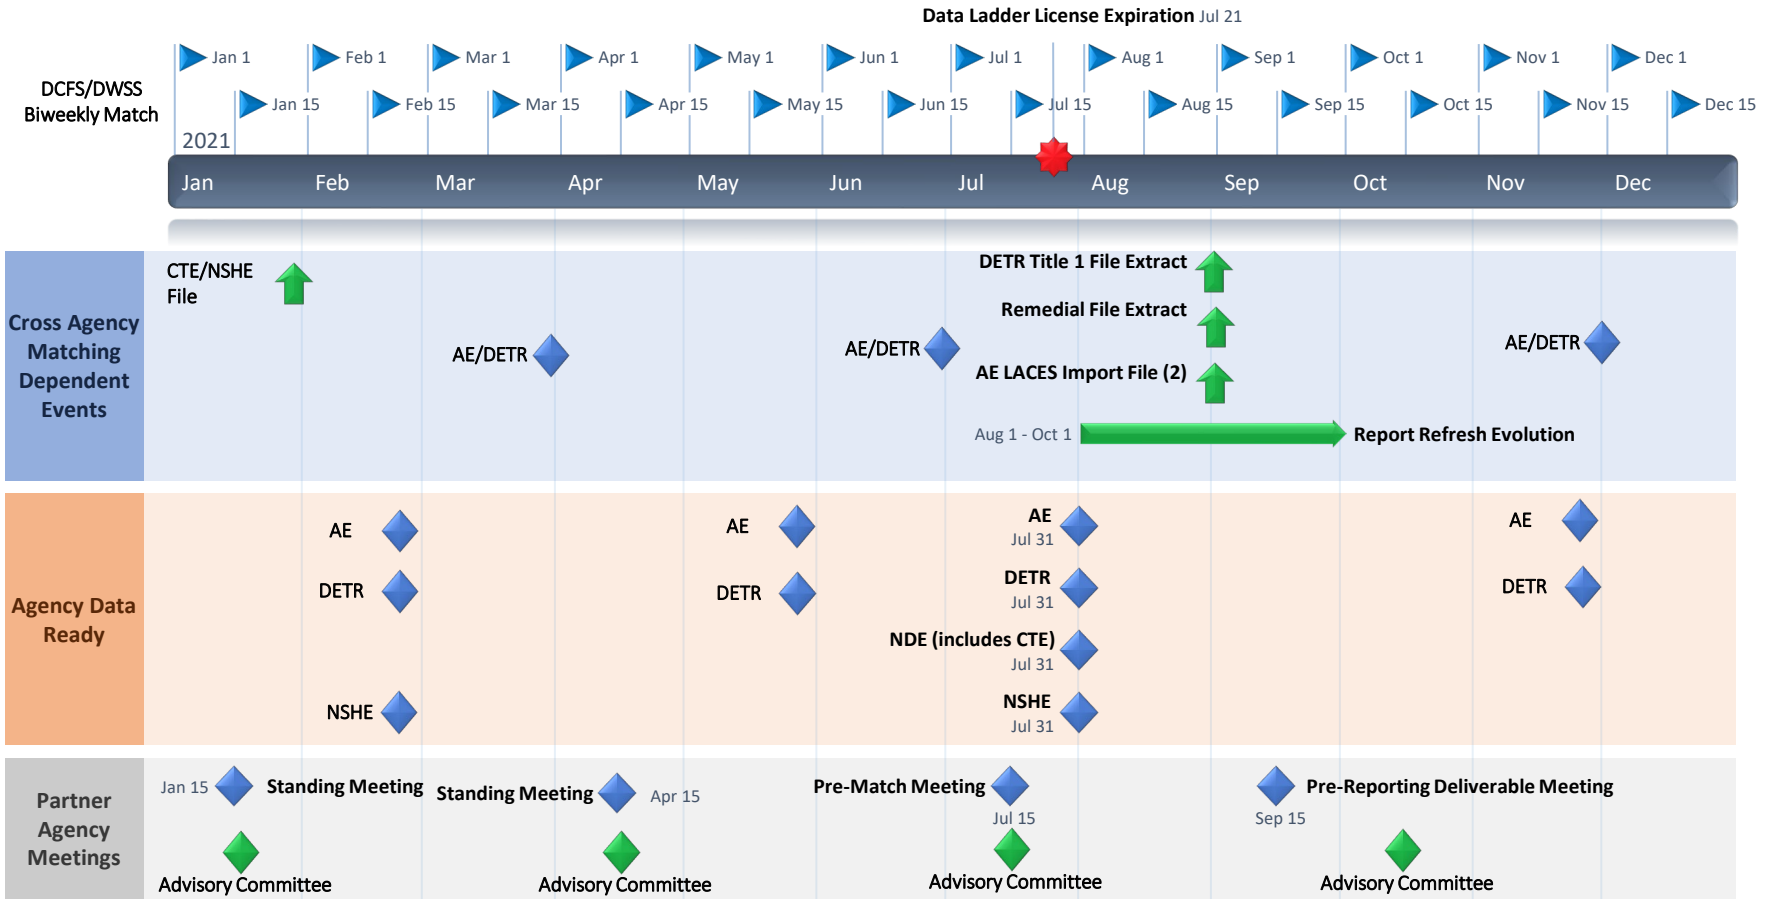 Data Ladder License Expiration Jul 21
DCFS/DWSS
Biweekly Match
Jan 1
Feb 1
Mar 1
Apr 1
May 1
Jun 1
Jul 1
Aug 1
Sep 1
Oct 1
Nov 1
Dec 1
Jan 15
Feb 15
Mar 15
Apr 15
May 15
Jun 15
Jul 15
Aug 15
Sep 15
Oct 15
Nov 15
Dec 15
2021
Jan
Feb
Mar
Apr
May
Jun
Jul
Aug
Sep
Oct
Nov
Dec
Cross Agency
Matching
Dependent
Events
CTE/NSHE
File
AE/DETR
AE/DETR
DETR Title 1 File Extract
Remedial File Extract
AE LACES Import File (2)
AE/DETR
Aug 1 - Oct 1
Report Refresh Evolution
Agency Data
Ready
AE
AE
AE
Jul 31
AE
DETR
DETR
DETR
Jul 31
DETR
NDE (includes CTE)
Jul 31
NSHE
NSHE
Jul 31
Partner
Agency
Meetings
Jan 15
Standing Meeting
Standing Meeting
Apr 15
Pre-Match Meeting
Jul 15
Pre-Reporting Deliverable Meeting
Sep 15
Advisory Committee
Advisory Committee
Advisory Committee
Advisory Committee